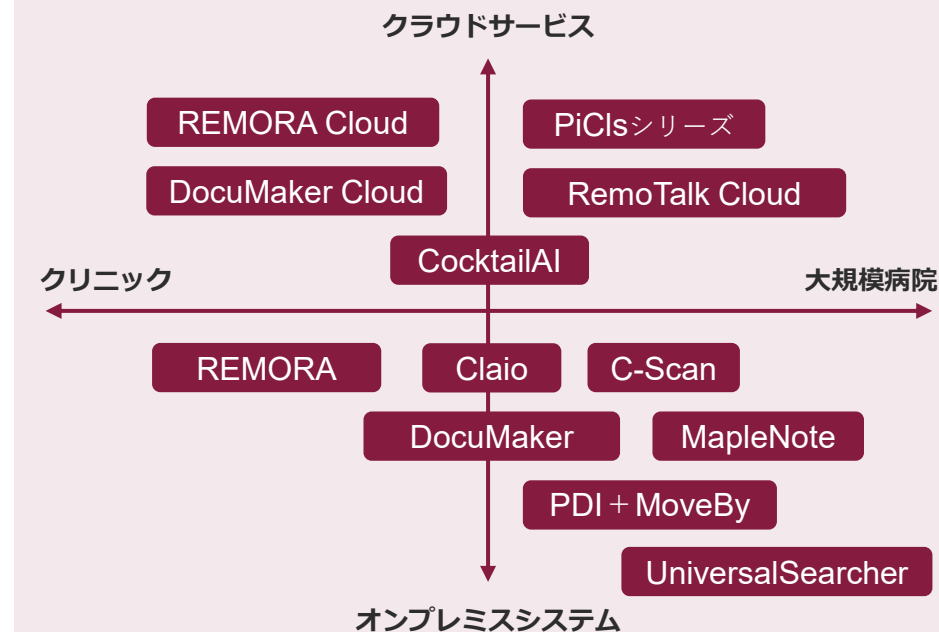 クラウドサービス
REMORA Cloud
PiCIsシリーズ
DocuMaker Cloud
RemoTalk Cloud
CocktailAI
クリニック
大規模病院
REMORA
Claio
C-Scan
DocuMaker
MapleNote
PDI＋MoveBy
UniversalSearcher
オンプレミスシステム